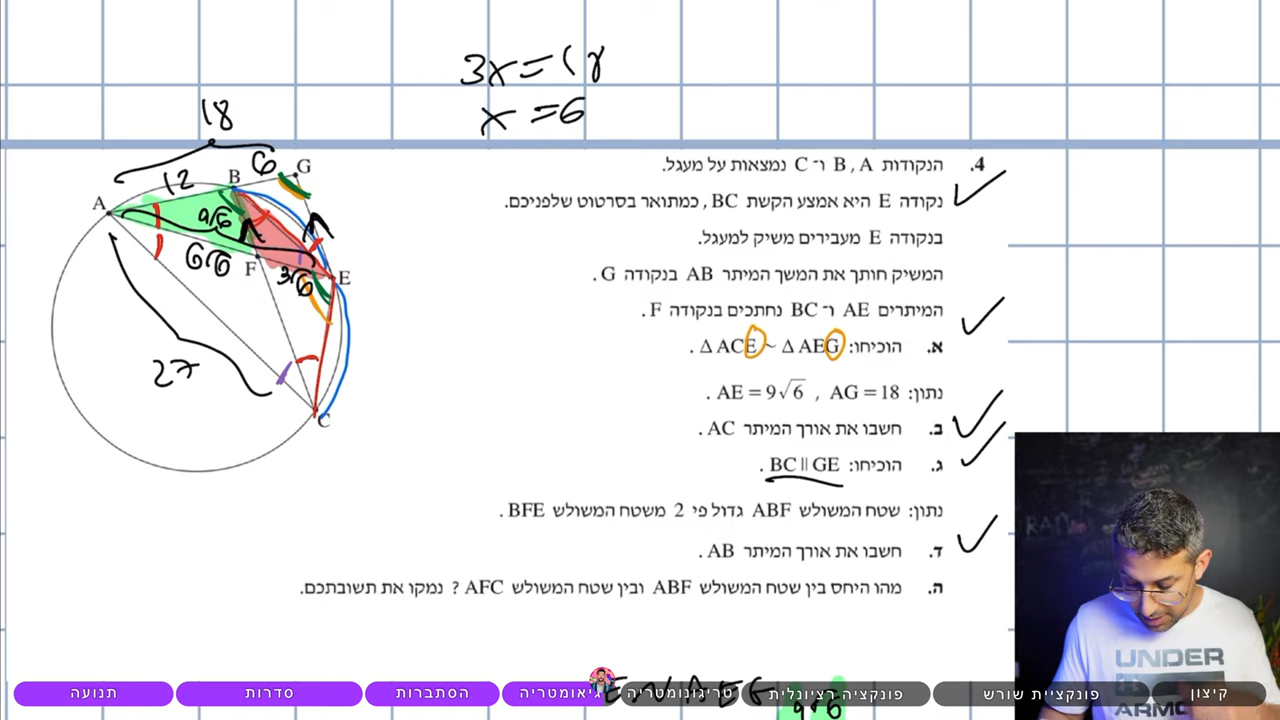 3x=18
x=6
18
12
6
9√6
6√6
3√6
27
A
B
G
F
E
C
4. הנקודות A, B ו־C נמצאות על מעגל.
נקודה E היא אמצע הקשת BC, כמתואר בסרטוט שלפניכם.
בנקודה E מעבירים משיק למעגל.
המשיק חותך את המשך המיתר AB בנקודה G.
המיתרים AE ו־BC נחתכים בנקודה F.
א. הוכיחו: ΔACE ~ ΔAEG.
נתון: AE = 9√6 , AG = 18.
ב. חשבו את אורך המיתר AC.
ג. הוכיחו: BC || GE.
נתון: שטח המשולש ABF גדול פי 2 משטח המשולש BFE.
ד. חשבו את אורך המיתר AB.
ה. מהו היחס בין שטח המשולש ABF ובין שטח המשולש AFC? נמקו את תשובתכם.
UNDER
ARMO
9√6
קיצון
פונקציית שורש
פונקציה רציונלית
טריגונומטריה
הסתברות
סדרות
תנועה